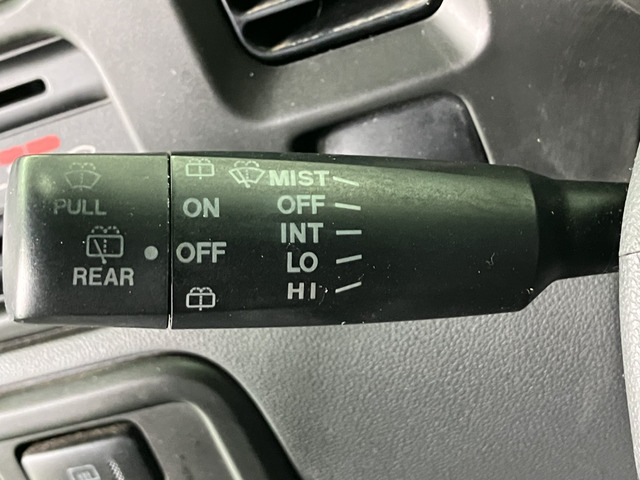 PULL
REAR
ON
OFF
MIST
OFF
INT
LO
HI